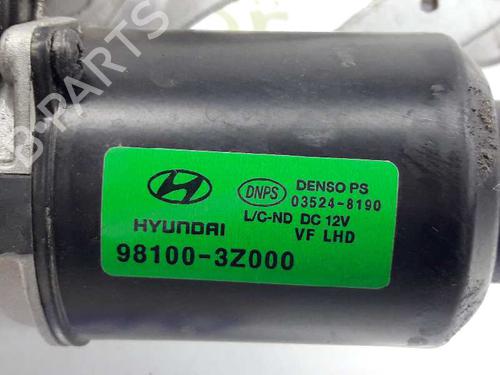 DNPS
DENSO PS
03524-8190
HYUNDAI
L/C-ND DC 12V
VF LHD
98100-3Z000
B-PARTS